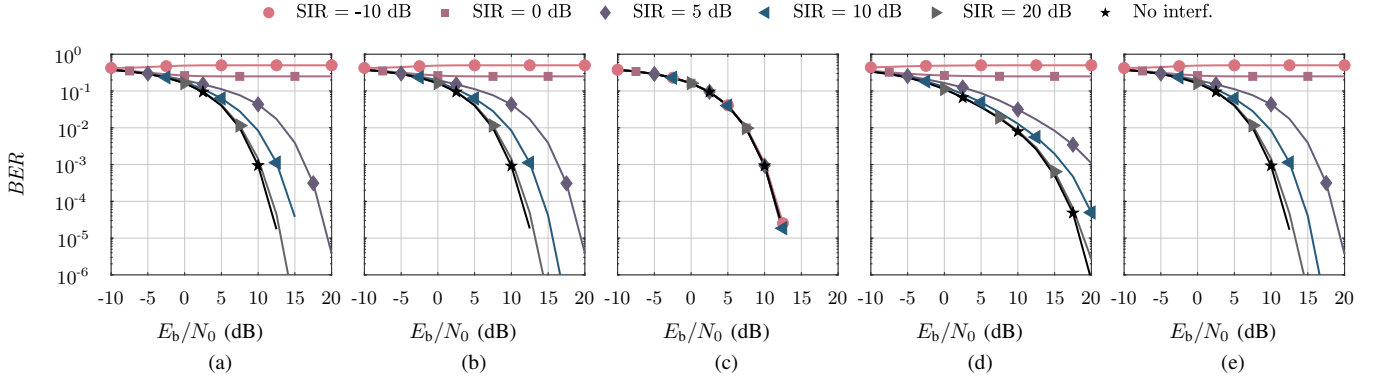 SIR = -10 dB SIR = 0 dB SIR = 5 dB SIR = 10 dB SIR = 20 dB No interf.
BER
10^0
10^-1
10^-2
10^-3
10^-4
10^-5
10^-6
-10 -5 0 5 10 15 20 -10 -5 0 5 10 15 20 -10 -5 0 5 10 15 20 -10 -5 0 5 10 15 20 -10 -5 0 5 10 15 20
E_b/N_0 (dB) E_b/N_0 (dB) E_b/N_0 (dB) E_b/N_0 (dB) E_b/N_0 (dB)
(a) (b) (c) (d) (e)